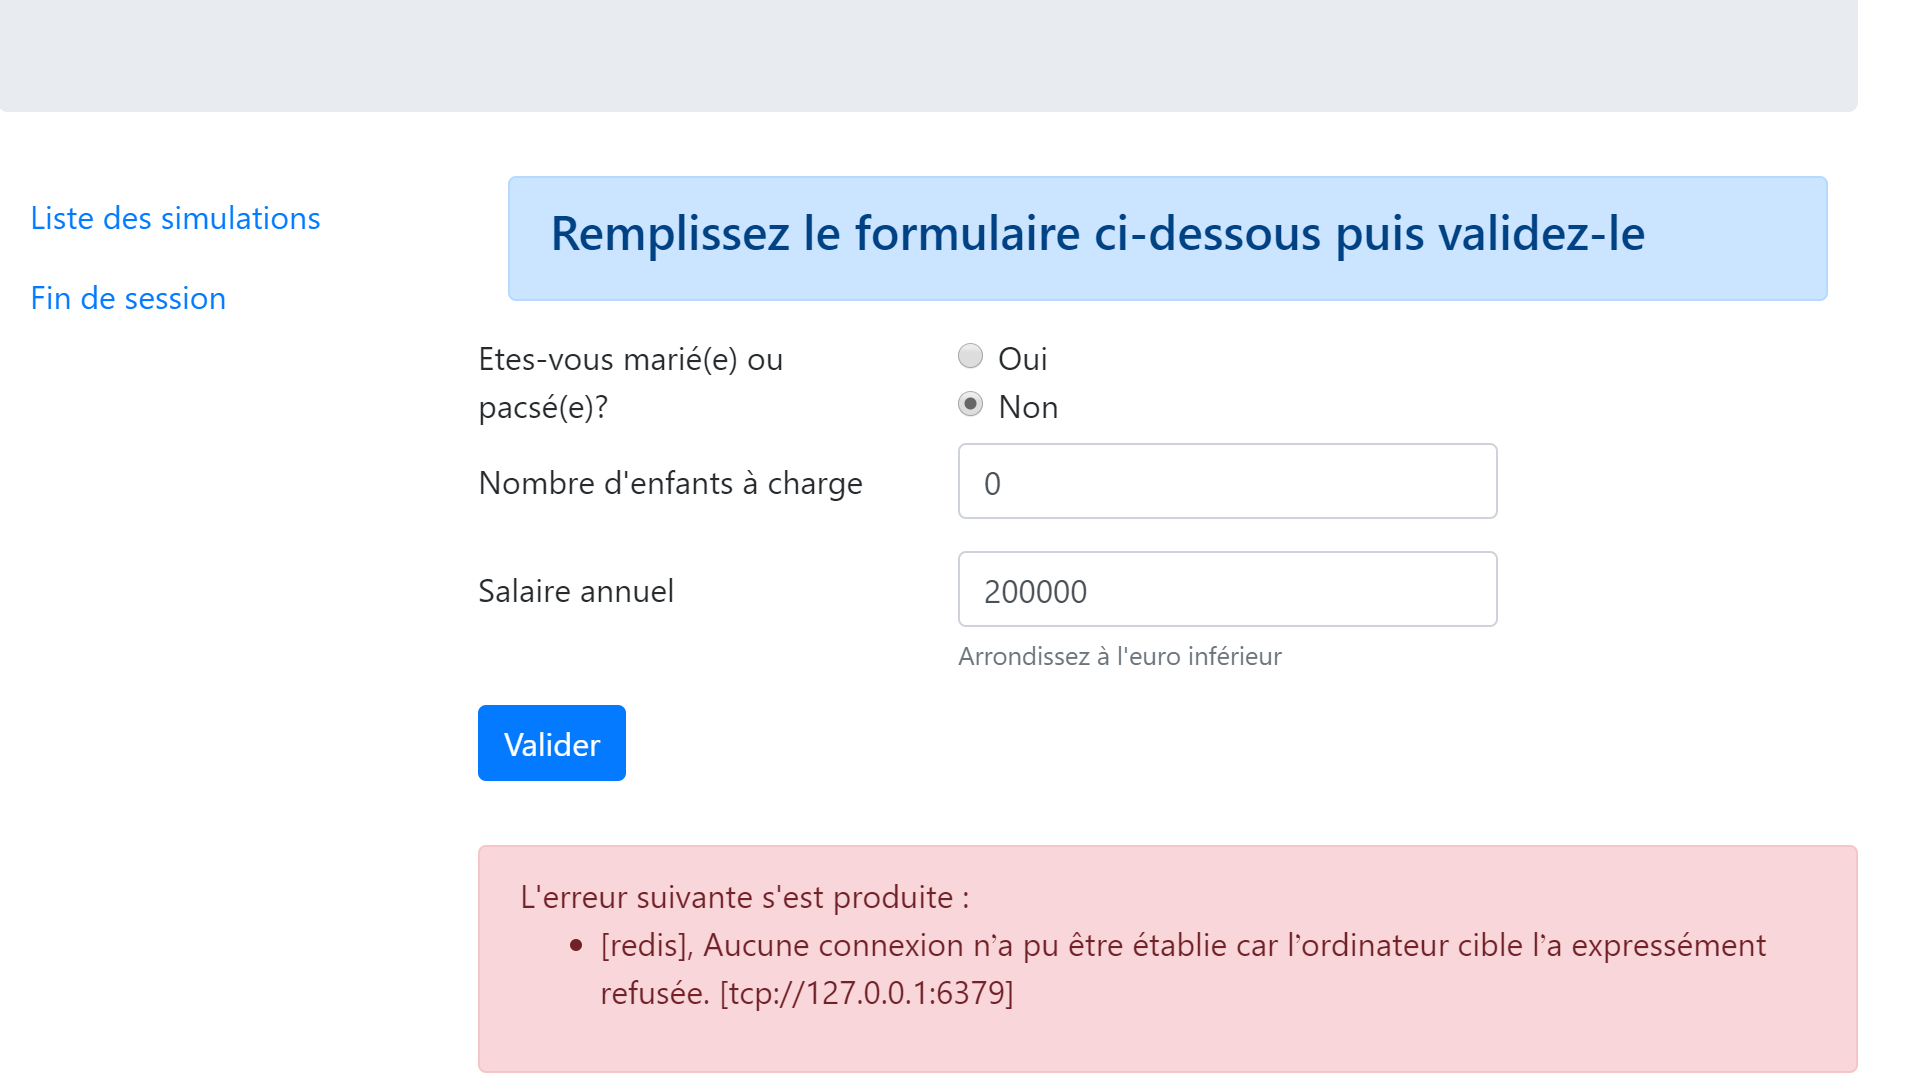 Liste des simulations
Fin de session
Remplissez le formulaire ci-dessous puis validez-le
Etes-vous marié(e) ou
pacsé(e)?
Oui
Non
Nombre d'enfants à charge
0
Salaire annuel
200000
Arrondissez à l'euro inférieur
Valider
L'erreur suivante s'est produite :
[redis], Aucune connexion n’a pu être établie car l’ordinateur cible l’a expressément
refusée. [tcp://127.0.0.1:6379]